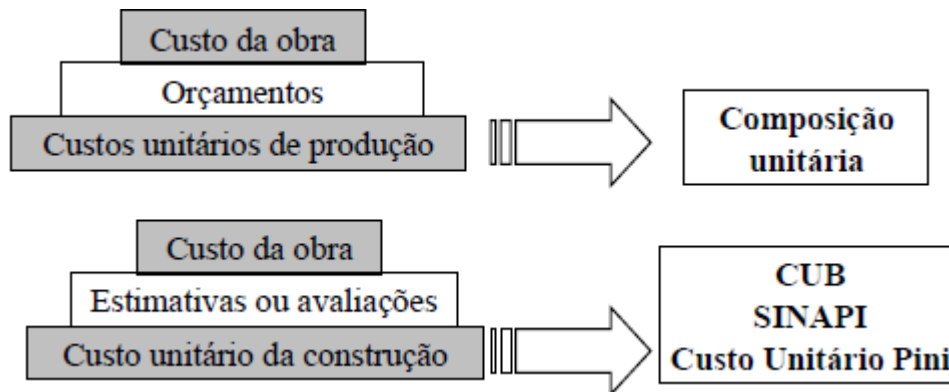 Custo da obra
Orçamentos
Custos unitários de produção
Composição
unitária
Custo da obra
Estimativas ou avaliações
Custo unitário da construção
CUB
SINAPI
Custo Unitário Pini